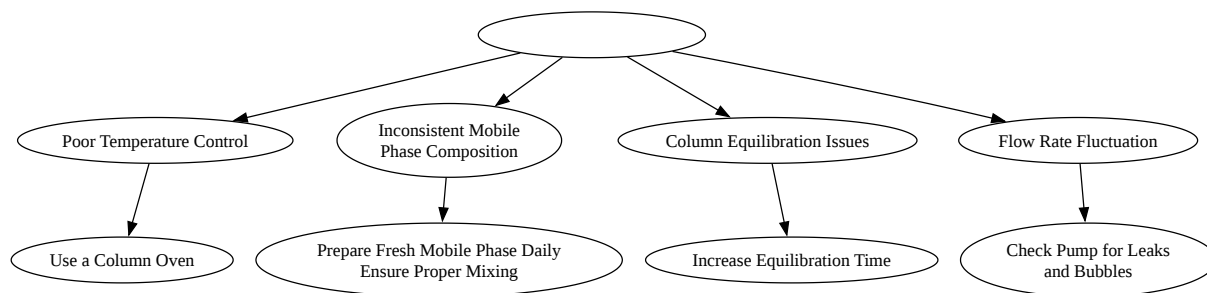 Poor Temperature Control
Inconsistent Mobile
Phase Composition
Column Equilibration Issues
Flow Rate Fluctuation
Use a Column Oven
Prepare Fresh Mobile Phase Daily
Ensure Proper Mixing
Increase Equilibration Time
Check Pump for Leaks
and Bubbles